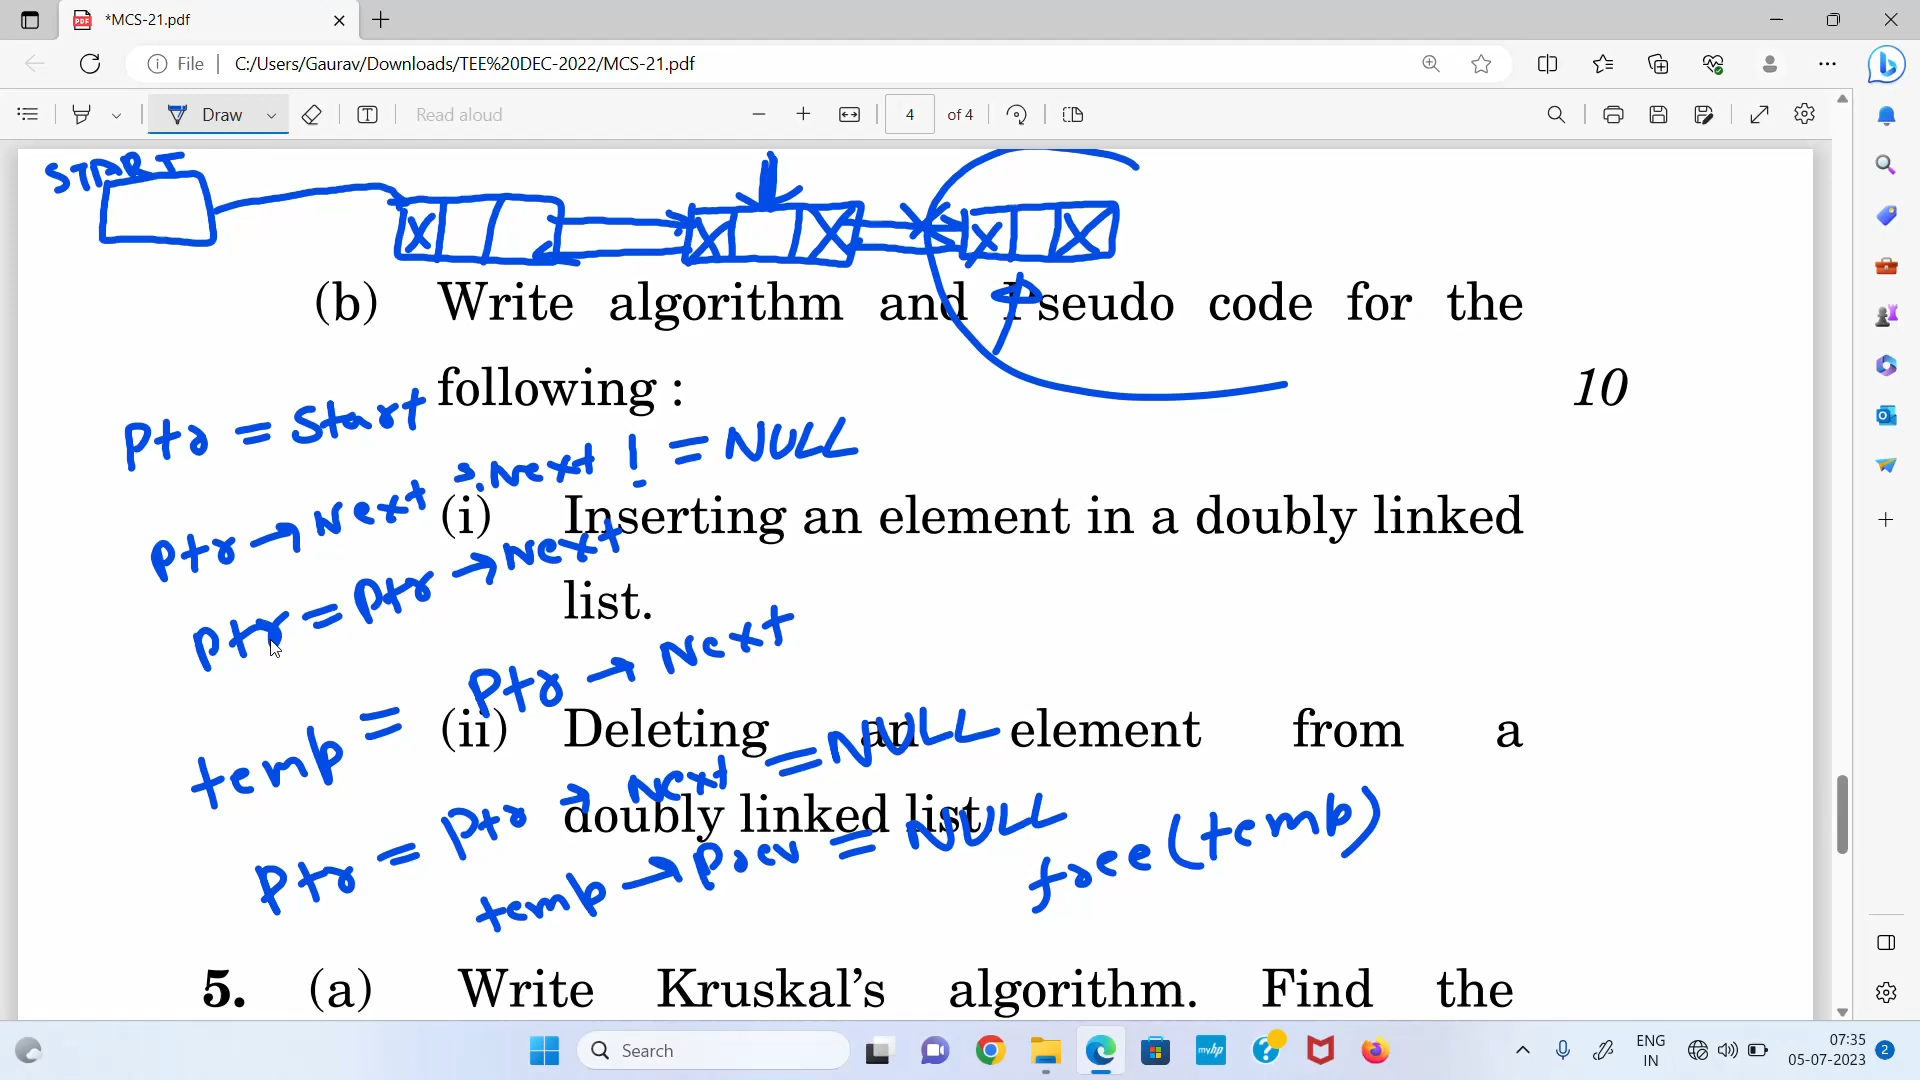 *MCS-21.pdf
File
C:/Users/Gaurav/Downloads/TEE%20DEC-2022/MCS-21.pdf
Draw
Read aloud
4 of 4
START
(b) Write algorithm and Pseudo code for the
following : 10
Ptr = Start
Ptr → Next → Next != NULL
(i) Inserting an element in a doubly linked
list.
Ptr = Ptr → Next
temp = Ptr → Next
(ii) Deleting an element from a
doubly linked list.
Ptr = Ptr → Next = NULL
temp → Prev = NULL
free (temp)
5. (a) Write Kruskal's algorithm. Find the
Search
myhp
ENG
IN
07:35
05-07-2023
2